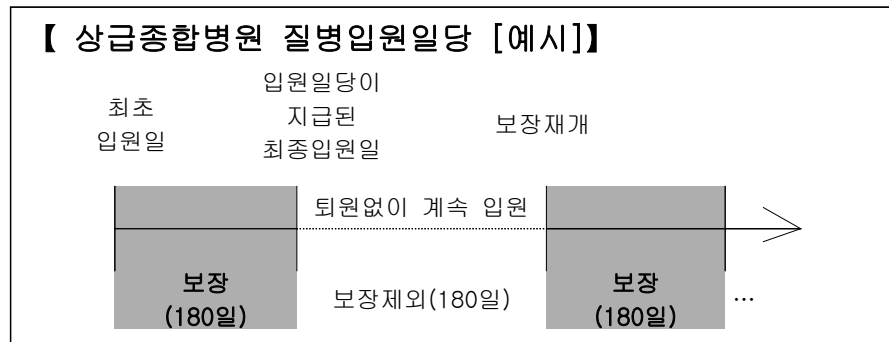 【 상급종합병원 질병입원일당 [예시]】
최초
입원일
입원일당이
지급된
최종입원일
보장재개
퇴원없이 계속 입원
보장
(180일)
보장제외(180일)
보장
(180일)
…